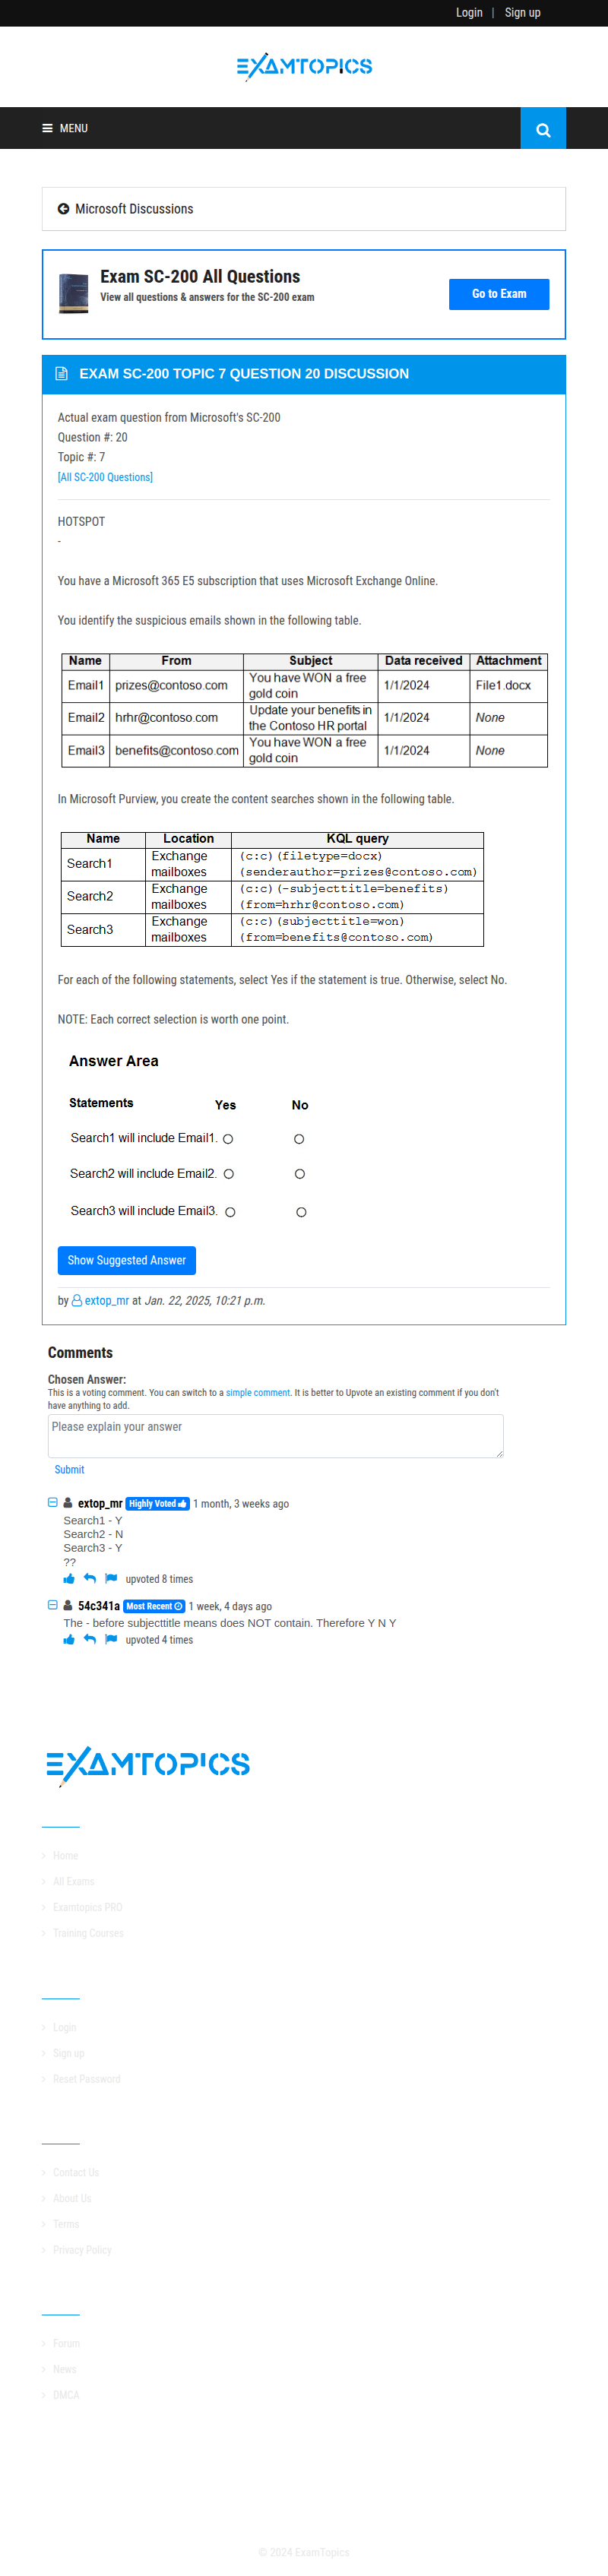 Login | Sign up
EXAMTOPICS
MENU
Microsoft Discussions
Exam SC-200 All Questions
View all questions & answers for the SC-200 exam
Go to Exam
EXAM SC-200 TOPIC 7 QUESTION 20 DISCUSSION
Actual exam question from Microsoft's SC-200
Question #: 20
Topic #: 7
[All SC-200 Questions]
HOTSPOT
-
You have a Microsoft 365 E5 subscription that uses Microsoft Exchange Online.
You identify the suspicious emails shown in the following table.
Name From Subject Data received Attachment
Email1 prizes@contoso.com You have WON a free gold coin 1/1/2024 File1.docx
Email2 hrhr@contoso.com Update your benefits in the Contoso HR portal 1/1/2024 None
Email3 benefits@contoso.com You have WON a free gold coin 1/1/2024 None
In Microsoft Purview, you create the content searches shown in the following table.
Name Location KQL query
Search1 Exchange mailboxes (c:c)(filetype=docx) (senderauthor=prizes@contoso.com)
Search2 Exchange mailboxes (c:c)(-subjecttitle=benefits) (from=hrhr@contoso.com)
Search3 Exchange mailboxes (c:c)(subjecttitle=won) (from=benefits@contoso.com)
For each of the following statements, select Yes if the statement is true. Otherwise, select No.
NOTE: Each correct selection is worth one point.
Answer Area
Statements Yes No
Search1 will include Email1.
Search2 will include Email2.
Search3 will include Email3.
Show Suggested Answer
by extop_mr at Jan. 22, 2025, 10:21 p.m.
Comments
Chosen Answer:
This is a voting comment. You can switch to a simple comment. It is better to Upvote an existing comment if you don't
have anything to add.
Please explain your answer
Submit
extop_mr Highly Voted 1 month, 3 weeks ago
Search1 - Y
Search2 - N
Search3 - Y
??
upvoted 8 times
54c341a Most Recent 1 week, 4 days ago
The - before subjecttitle means does NOT contain. Therefore Y N Y
upvoted 4 times
EXAMTOPICS
Home
All Exams
Examtopics PRO
Training Courses
Login
Sign up
Reset Password
Contact Us
About Us
Terms
Privacy Policy
Forum
News
DMCA
© 2024 ExamTopics